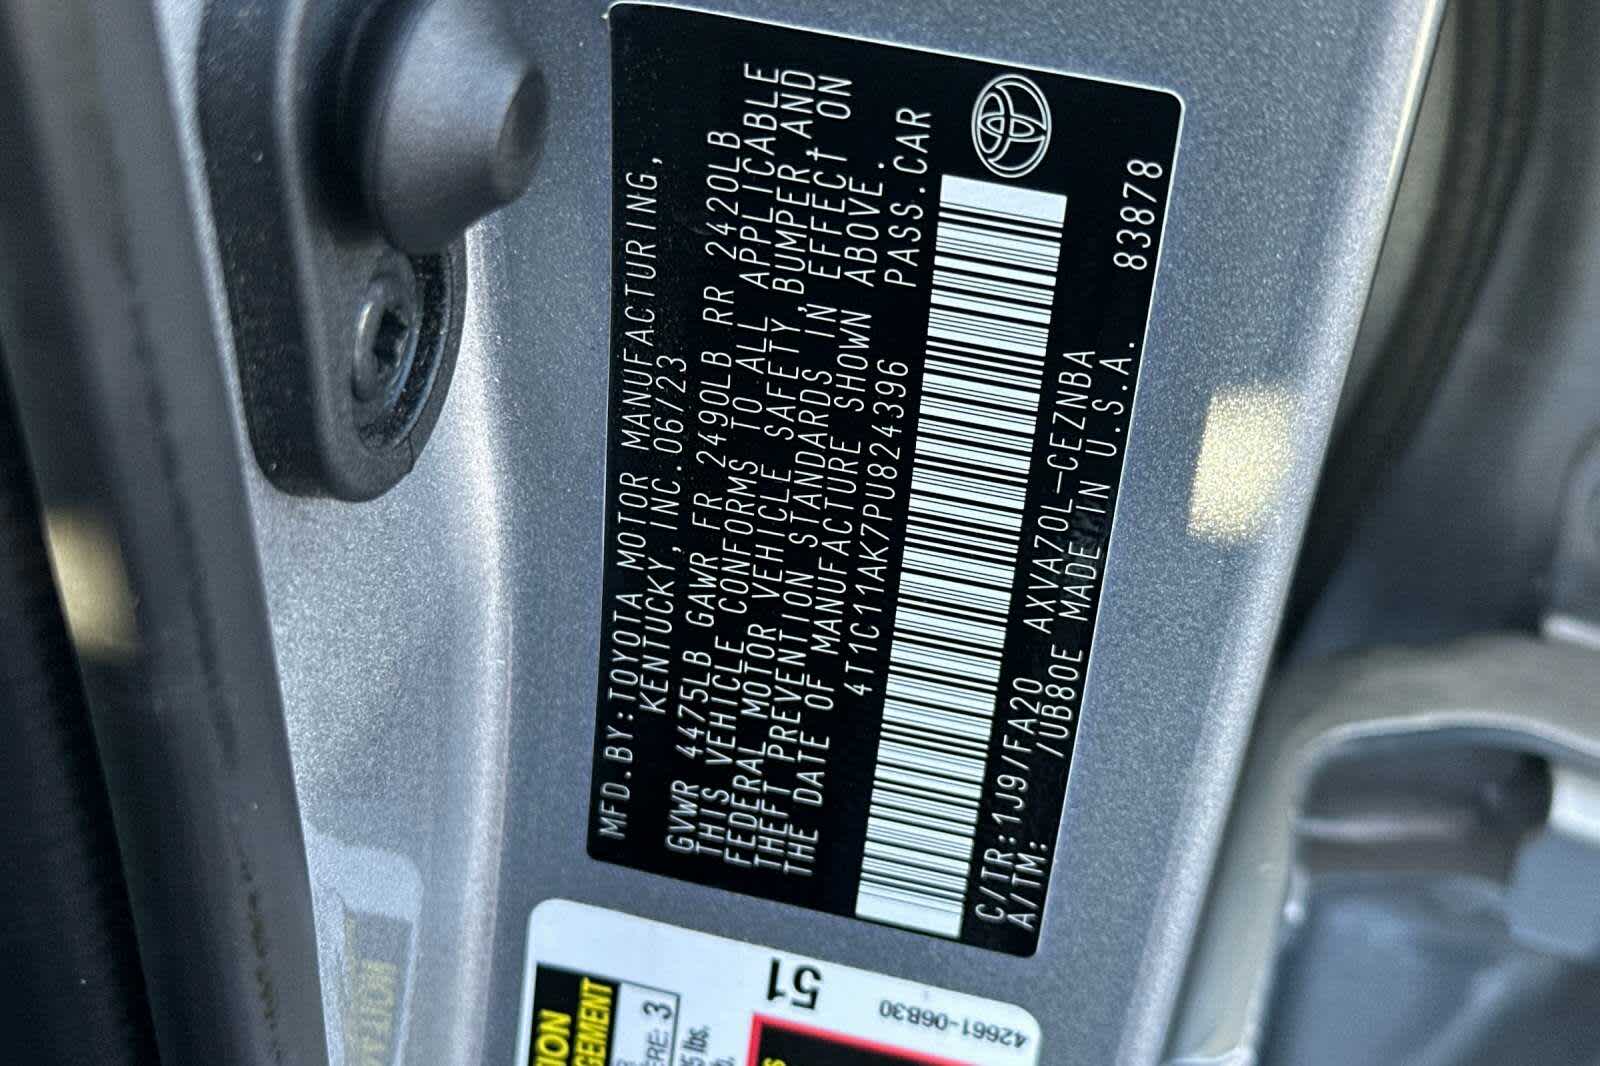 MFD.BY:TOYOTA MOTOR MANUFACTURING,
KENTUCKY, INC.06/23
GVWR 4475LB GAWR FR 2490LB RR 2420LB
THIS VEHICLE CONFORMS TO ALL APPLICABLE
FEDERAL MOTOR VEHICLE SAFETY,BUMPER,AND
THEFT PREVENTION STANDARDS IN EFFECT ON
THE DATE OF MANUFACTURE SHOWN ABOVE.
4T1C11AK7PU824396 PASS.CAR
C/TR:1J9/FA20 AXVA70L-CEZNBA
A/TM: /UB80E MADE IN U.S.A. 83878
51
42661-06B30
3